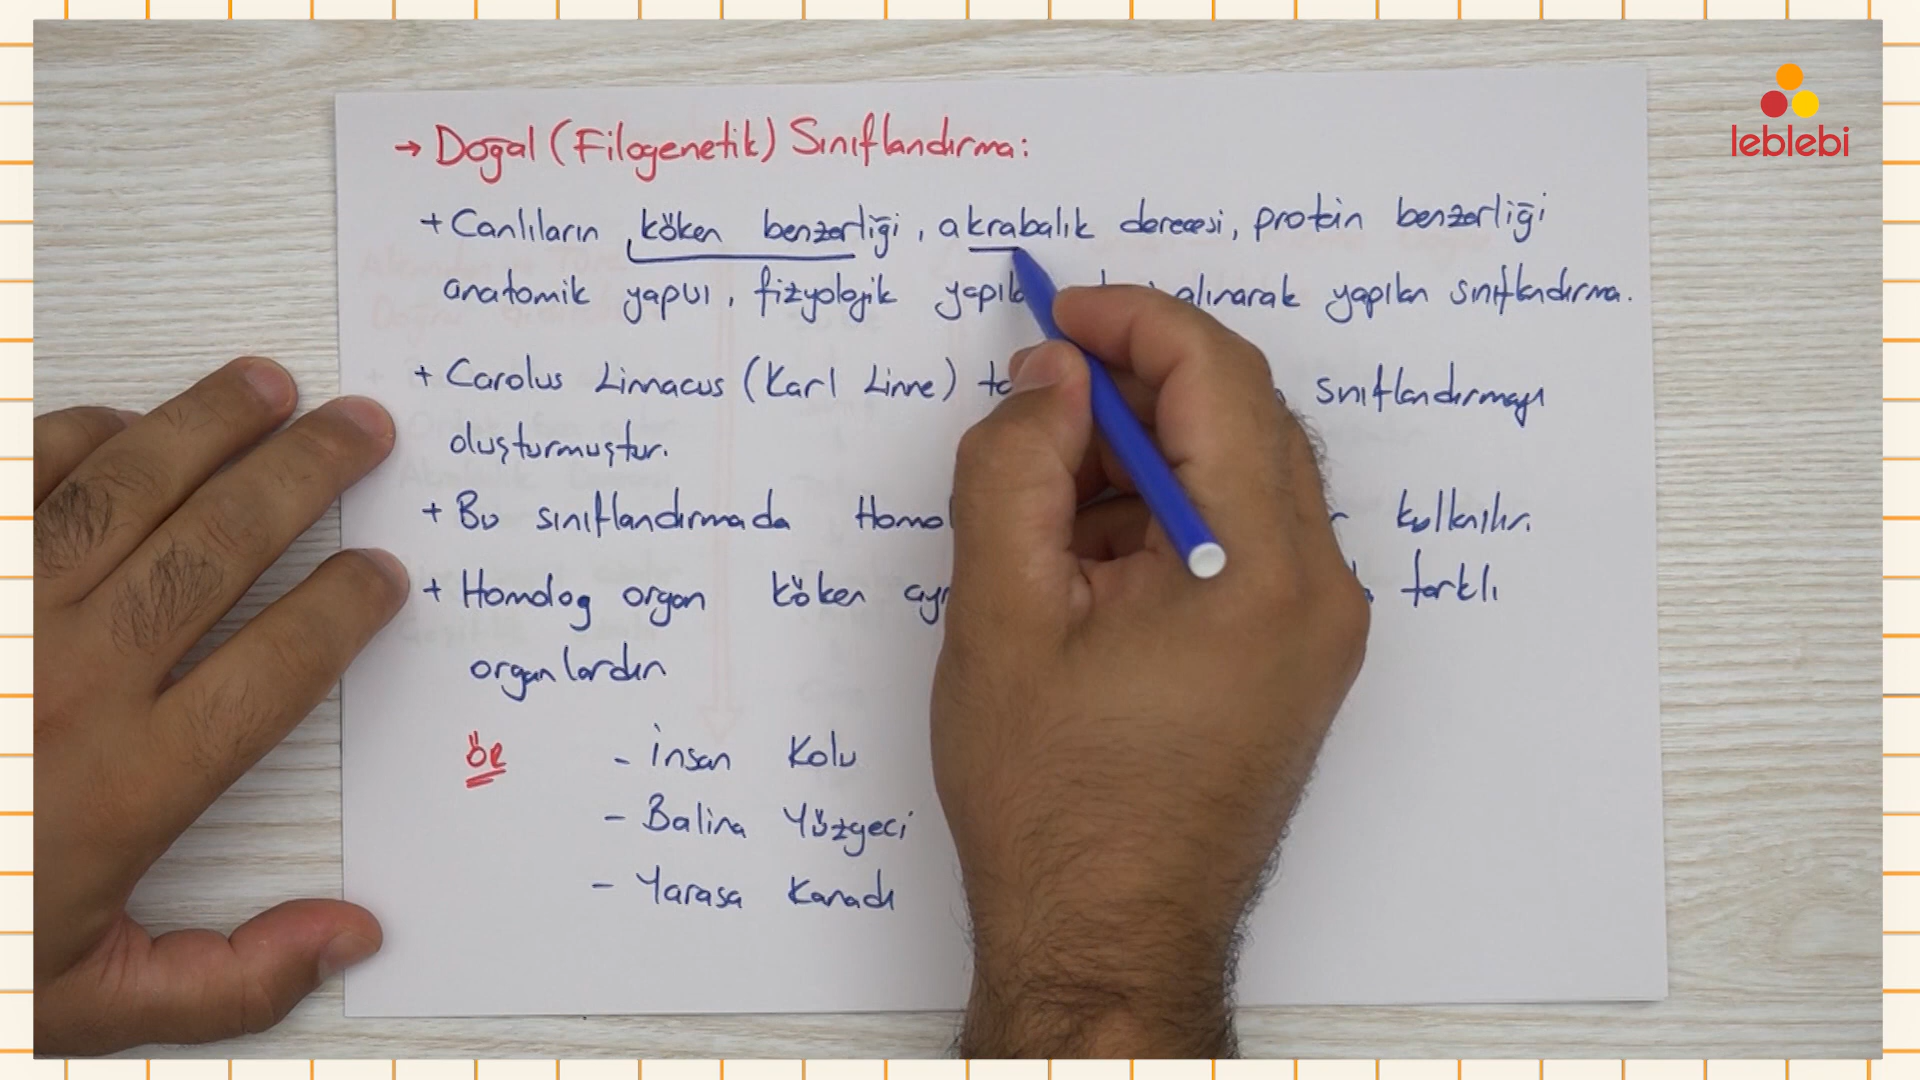 leblebi
→ Doğal (Filogenetik) Sınıflandırma:
+ Canlıların köken benzerliği, akrabalık derecesi, protein benzerliği
anatomik yapısı, fizyolojik alınarak yapılan sınıflandırma.
+ Carolus Linnaeus (Karl Linne) sınıflandırmayı
oluşturmuştur.
+ Bu sınıflandırmada kullanılır.
+ Homolog organ köken farklı
organlardır
ör - İnsan Kolu
- Balina Yüzgeci
- Yarasa Kanadı